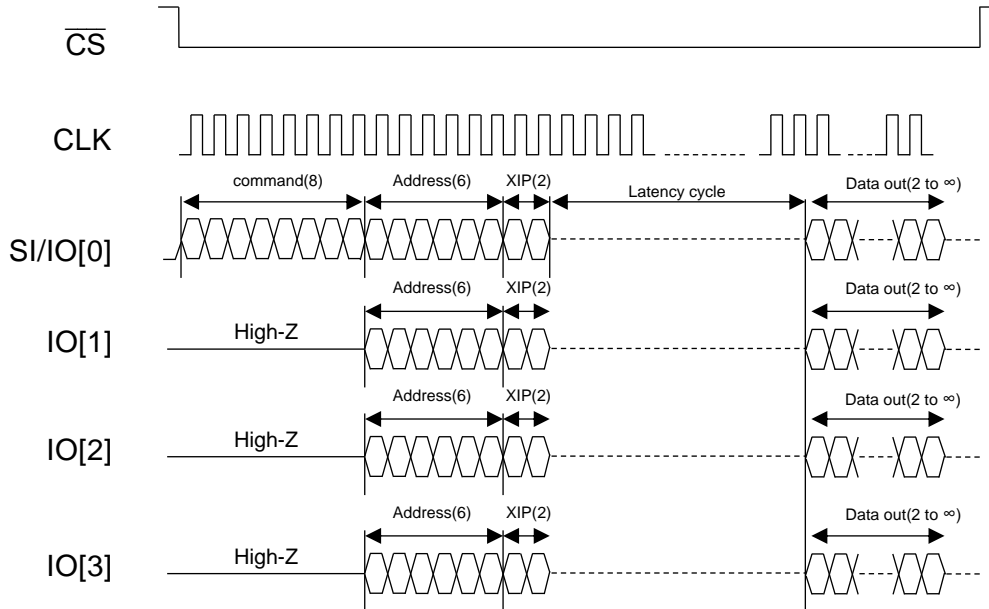 CS
CLK
command(8) Address(6) XIP(2) Latency cycle Data out(2 to ∞)
SI/IO[0]
Address(6) XIP(2) Data out(2 to ∞)
IO[1] High-Z
Address(6) XIP(2) Data out(2 to ∞)
IO[2] High-Z
Address(6) XIP(2) Data out(2 to ∞)
IO[3] High-Z